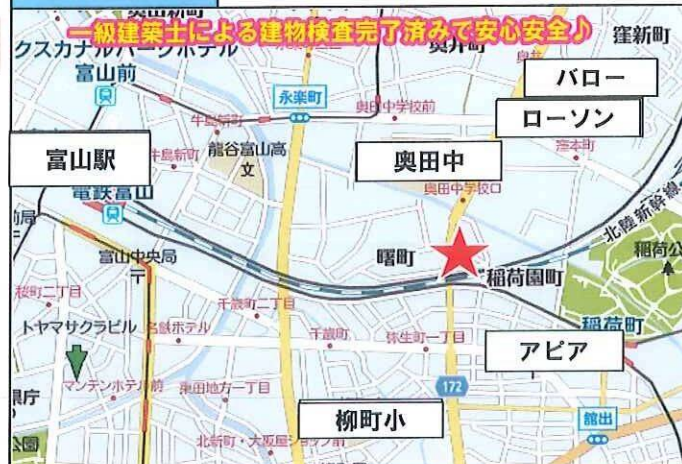 一級建築士による建物検査完了済みで安心安全♪
奥井町
窪新町
クスカナルパークホテル
富山前
永楽町
奥田中学校前
奥井
バロー
ローソン
牛島新町
富山駅
牛島新町
龍谷富山高
文
奥田中
窪本町
奥田中学校口
電鉄富山
北陸新幹線
稲荷公
富山中央局
曙町
稲荷園町
桜町二丁目
千歳町二丁目
稲荷町
トヤマサクラビル
名鉄ホテル
千歳町
弥生町一丁目
アピア
マンテンホテル前
県庁
東田地方一丁目
172
柳町小
館出
公園
北新町・大阪屋ショップ前